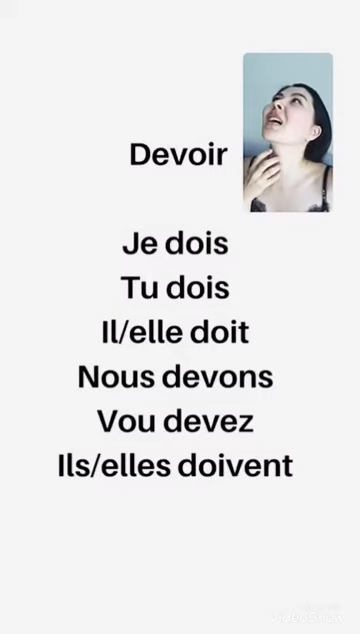 Devoir
Je dois
Tu dois
Il/elle doit
Nous devons
Vou devez
Ils/elles doivent